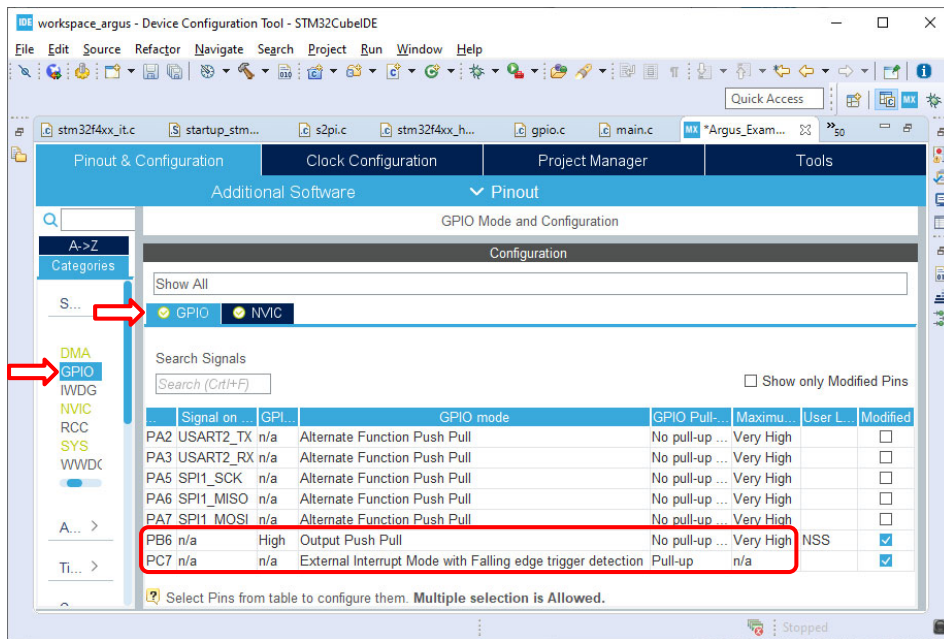 IDE workspace_argus - Device Configuration Tool - STM32CubeIDE
File Edit Source Refactor Navigate Search Project Run Window Help
Quick Access
stm32f4xx_it.c startup_stm... s2pi.c stm32f4xx_h... gpio.c main.c MX *Argus_Exam... »50
Pinout & Configuration Clock Configuration Project Manager Tools
Additional Software Pinout
GPIO Mode and Configuration
A->Z
Categories
Configuration
Show All
S...
GPIO NVIC
DMA
GPIO
IWDG
NVIC
RCC
SYS
WWDG
A... >
Ti... >
Search Signals
Search (Crtl+F)
Show only Modified Pins
... Signal on ... GPI... GPIO mode GPIO Pull-... Maximu... User L... Modified
PA2 USART2_TX n/a Alternate Function Push Pull No pull-up ... Very High
PA3 USART2_RX n/a Alternate Function Push Pull No pull-up ... Very High
PA5 SPI1_SCK n/a Alternate Function Push Pull No pull-up ... Very High
PA6 SPI1_MISO n/a Alternate Function Push Pull No pull-up ... Very High
PA7 SPI1_MOSI n/a Alternate Function Push Pull No pull-up ... Very High
PB6 n/a High Output Push Pull No pull-up ... Very High NSS
PC7 n/a n/a External Interrupt Mode with Falling edge trigger detection Pull-up n/a
Select Pins from table to configure them. Multiple selection is Allowed.
Stopped